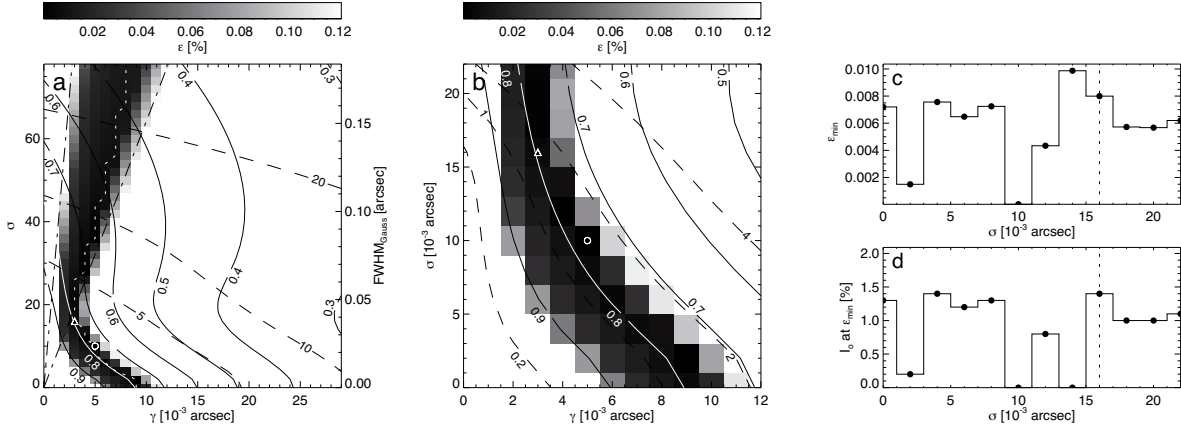 0.02 0.04 0.06 0.08 0.10 0.12
ε [%]
a
60
40
20
0
σ
0 5 10 15 20 25
γ [10⁻³ arcsec]
0.15
0.10
0.05
0.00
FWHM_Gauss [arcsec]
0.6
0.7
0.5
0.4
0.3
20
0.4
0.5
0.6
5
10
0.3
0.8
0.9
0.02 0.04 0.06 0.08 0.10 0.12
ε [%]
b
20
15
10
5
0
σ [10⁻³ arcsec]
0 2 4 6 8 10 12
γ [10⁻³ arcsec]
0.8
0.6
0.5
1
0.7
4
0.9
0.8
0.7
0.2
2
c
0.010
0.008
0.006
0.004
0.002
ε_min
0 5 10 15 20
σ [10⁻³ arcsec]
d
2.0
1.5
1.0
0.5
0.0
I₀ at ε_min [%]
0 5 10 15 20
σ [10⁻³ arcsec]